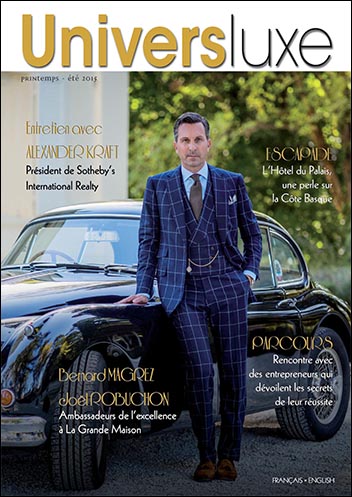 Universluxe
PRINTEMPS - ÉTÉ 2015
Entretien avec
ALEXANDER KRAFT
Président de Sotheby's
International Realty
ESCAPADE
L'Hôtel du Palais,
une perle sur
la Côte Basque
PARCOURS
Rencontre avec
des entrepreneurs qui
dévoilent les secrets
de leur réussite
Bernard MAGREZ
Joël ROBUCHON
Ambassadeurs de l'excellence
à La Grande Maison
FRANÇAIS • ENGLISH